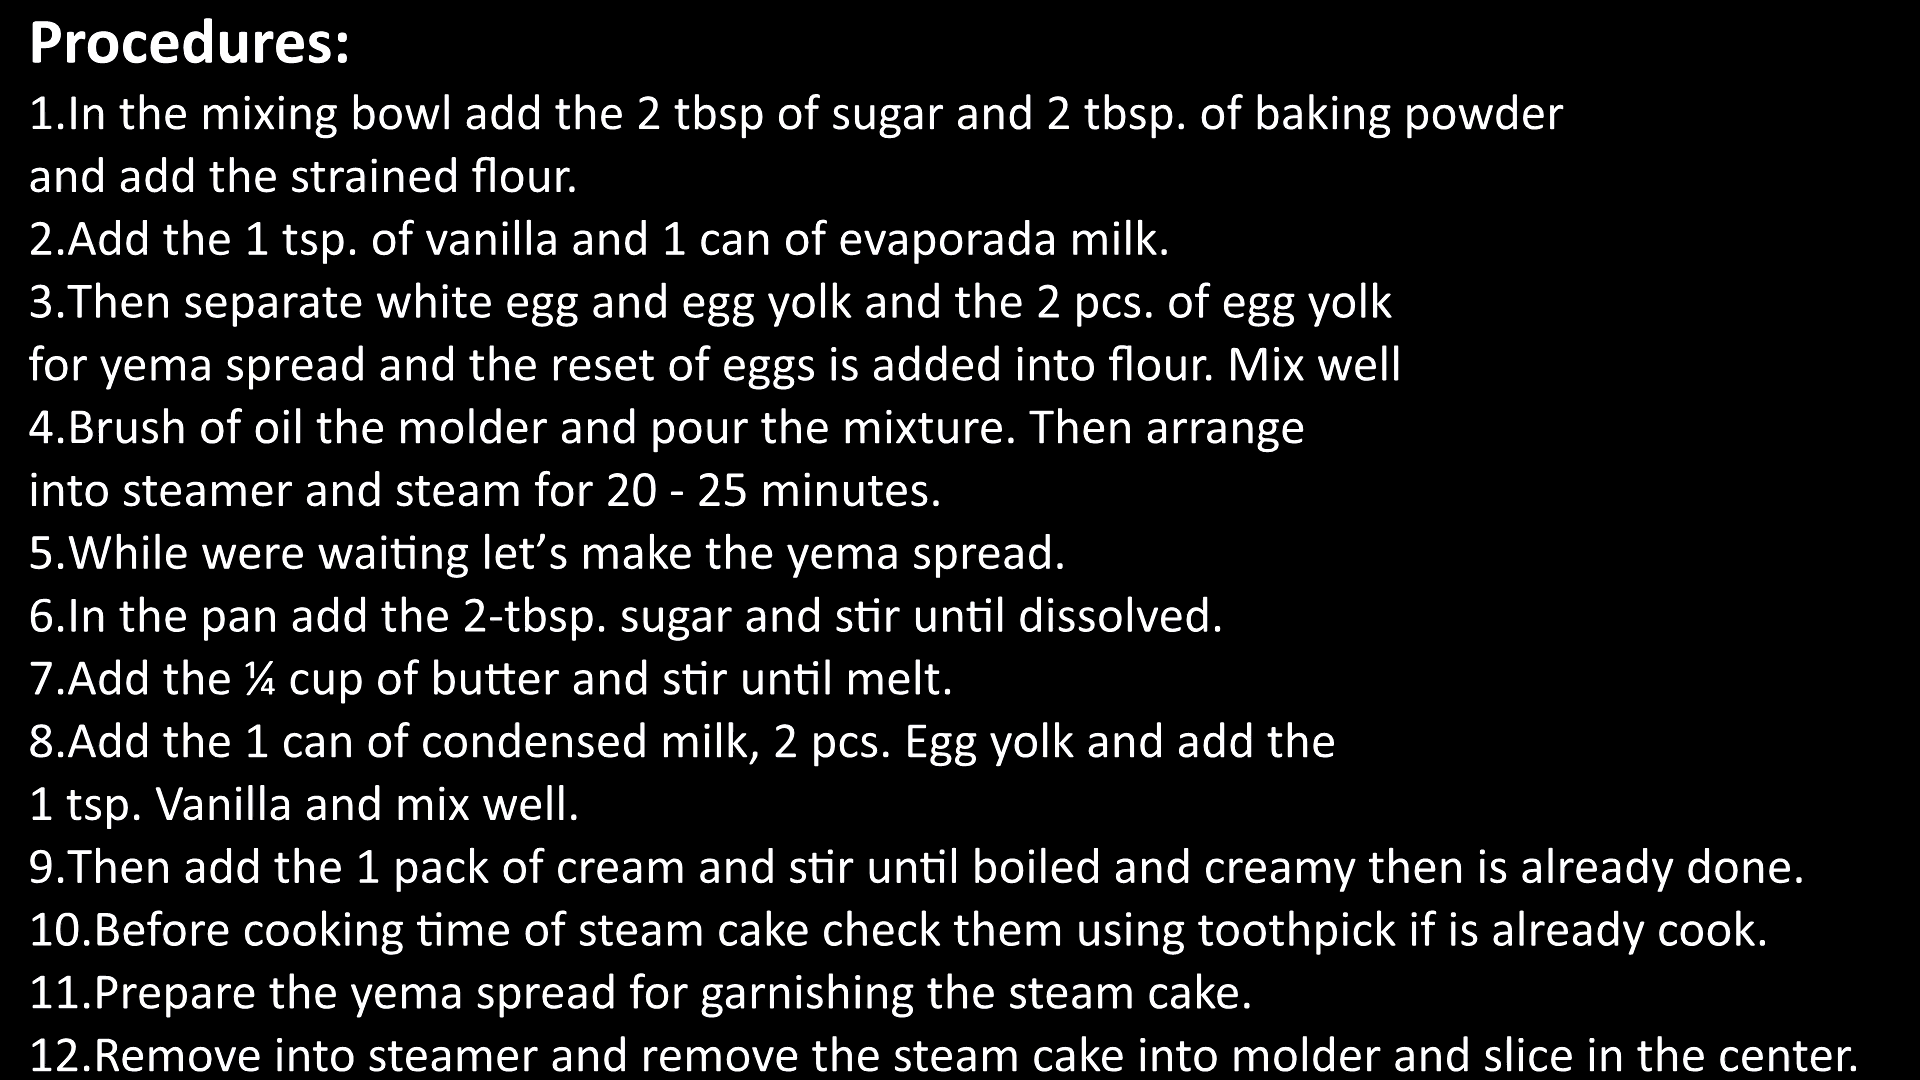 Procedures:
1.In the mixing bowl add the 2 tbsp of sugar and 2 tbsp. of baking powder
and add the strained flour.
2.Add the 1 tsp. of vanilla and 1 can of evaporada milk.
3.Then separate white egg and egg yolk and the 2 pcs. of egg yolk
for yema spread and the reset of eggs is added into flour. Mix well
4.Brush of oil the molder and pour the mixture. Then arrange
into steamer and steam for 20 - 25 minutes.
5.While were waiting let’s make the yema spread.
6.In the pan add the 2-tbsp. sugar and stir until dissolved.
7.Add the ¼ cup of butter and stir until melt.
8.Add the 1 can of condensed milk, 2 pcs. Egg yolk and add the
1 tsp. Vanilla and mix well.
9.Then add the 1 pack of cream and stir until boiled and creamy then is already done.
10.Before cooking time of steam cake check them using toothpick if is already cook.
11.Prepare the yema spread for garnishing the steam cake.
12.Remove into steamer and remove the steam cake into molder and slice in the center.